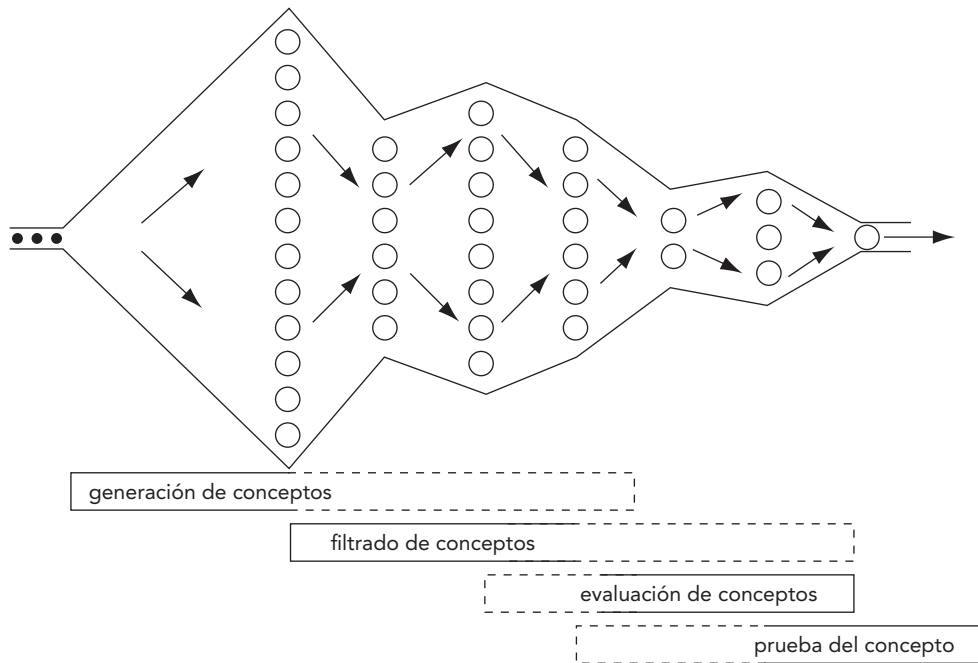 generación de conceptos
filtrado de conceptos
evaluación de conceptos
prueba del concepto